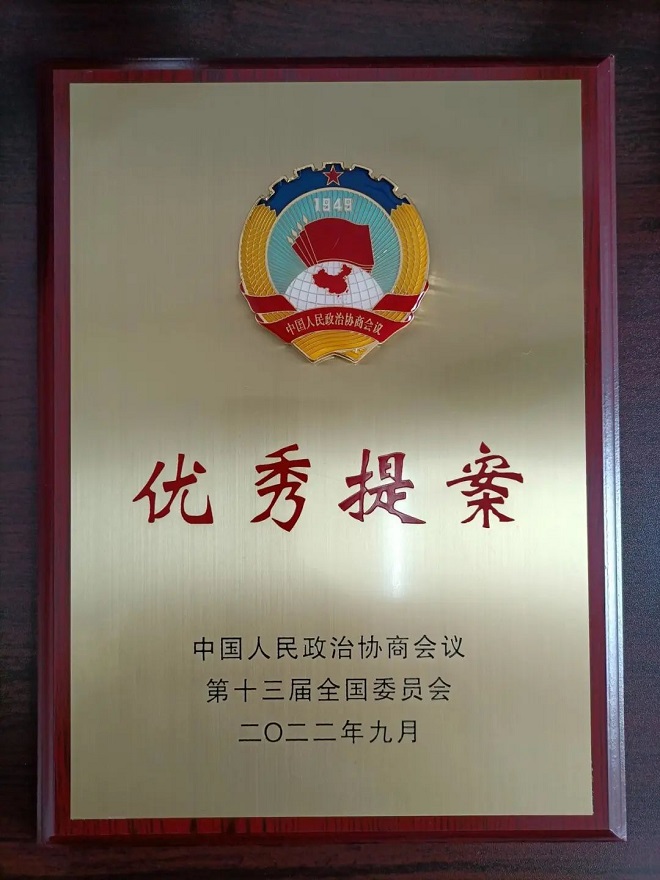 1949
中国人民政治协商会议
优秀提案
中国人民政治协商会议
第十三届全国委员会
二〇二二年九月